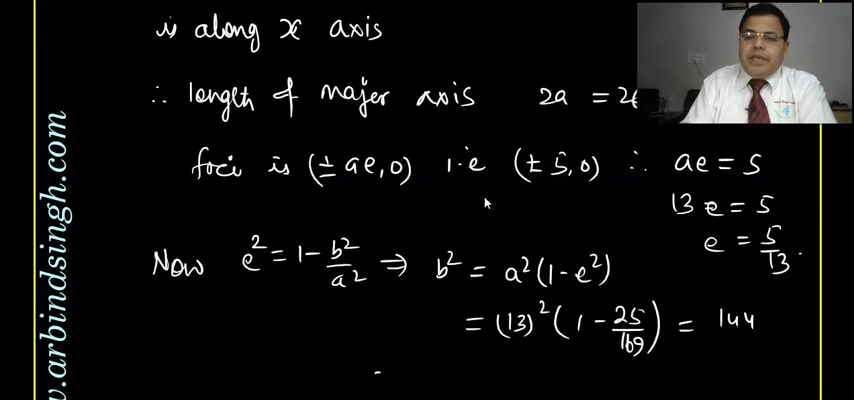 is along x axis
∴ length of major axis 2a = 26
foci is (± ae, 0) i.e (± 5, 0) ∴ ae = 5
13 e = 5
e = 5/13.
Now e² = 1 - b²/a² ⇒ b² = a²(1 - e²)
= (13)² (1 - 25/169) = 144
w.arbindsingh.com